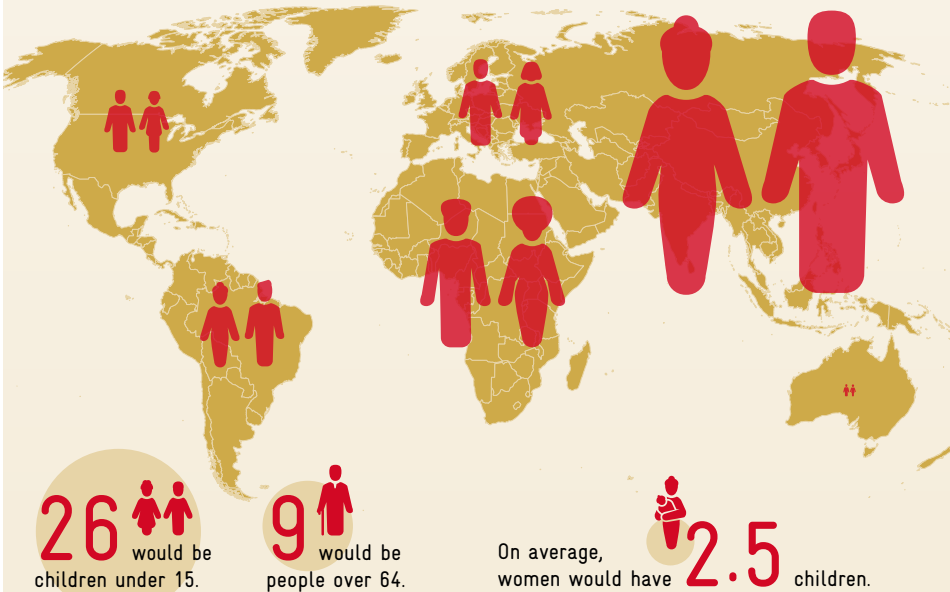 26 would be
children under 15.
9 would be
people over 64.
On average,
women would have 2.5 children.